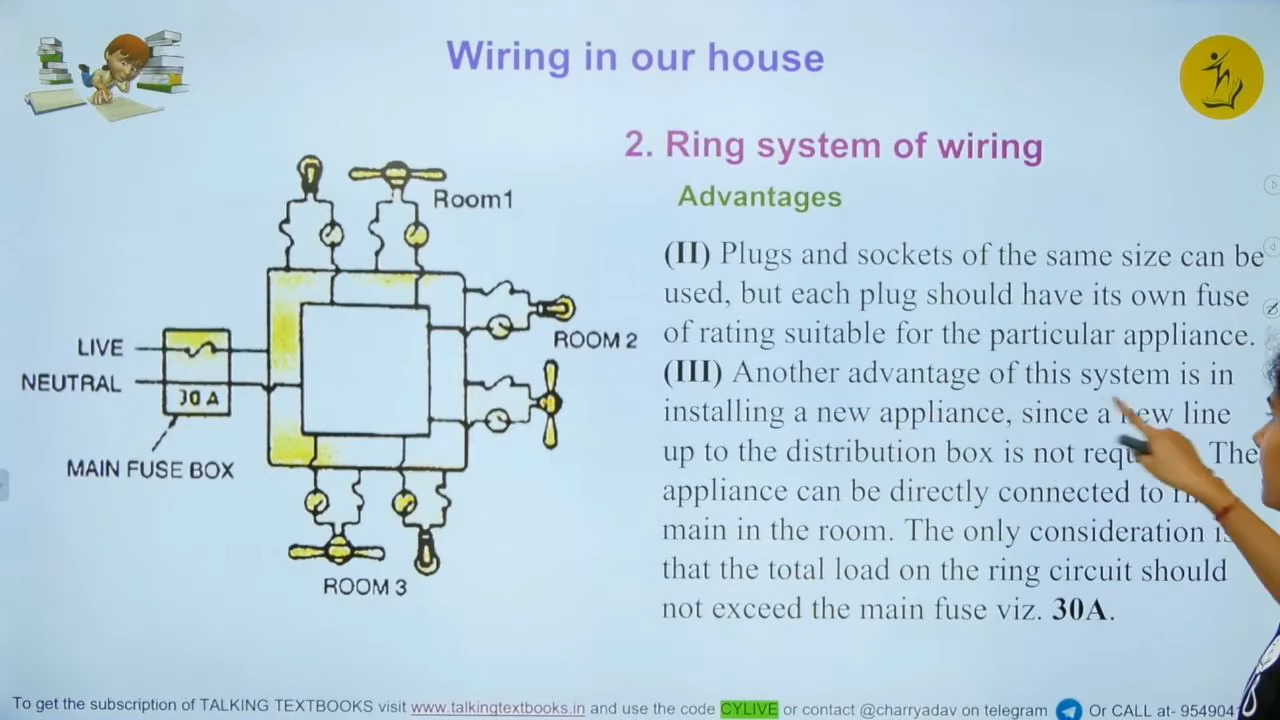 Wiring in our house
2. Ring system of wiring
Advantages
(II) Plugs and sockets of the same size can be
used, but each plug should have its own fuse
of rating suitable for the particular appliance.
(III) Another advantage of this system is in
installing a new appliance, since a new line
up to the distribution box is not The
appliance can be directly connected to
main in the room. The only consideration is
that the total load on the ring circuit should
not exceed the main fuse viz. 30A.
Room1
ROOM 2
LIVE
NEUTRAL
30 A
MAIN FUSE BOX
ROOM 3
To get the subscription of TALKING TEXTBOOKS visit www.talkingtextbooks.in and use the code CYLIVE or contact @charryadav on telegram Or CALL at-